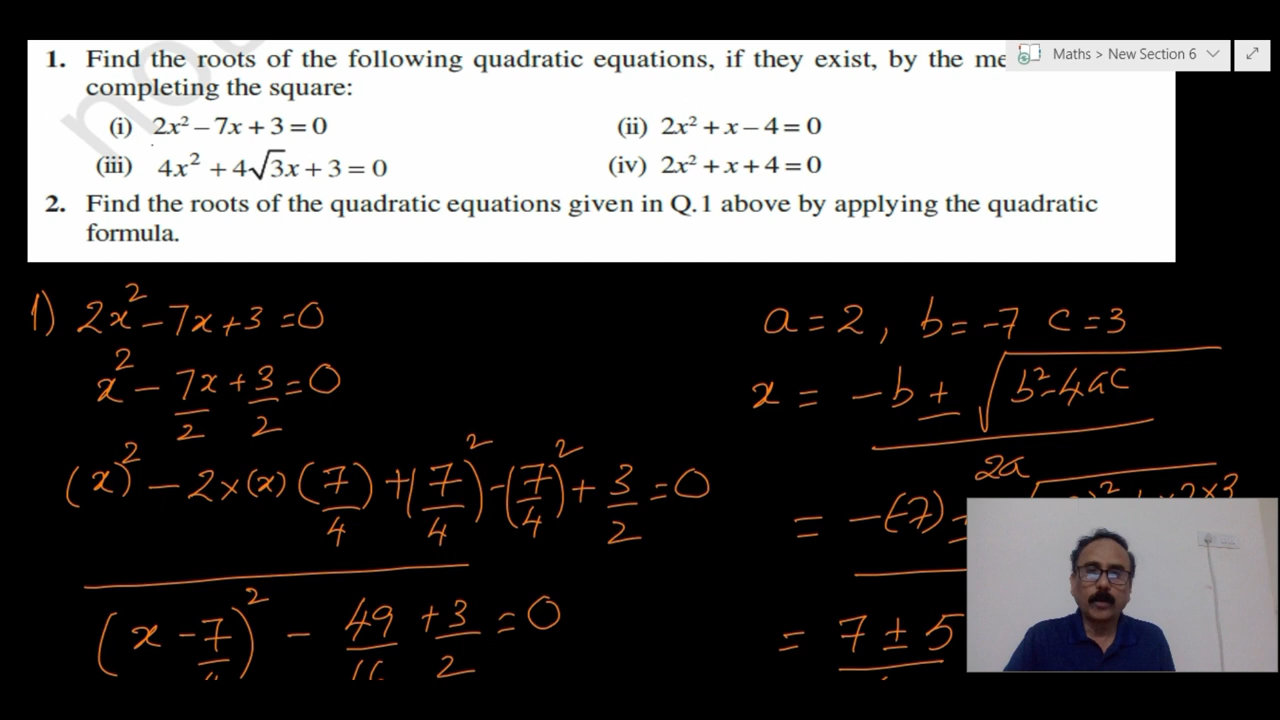 1. Find the roots of the following quadratic equations, if they exist, by the me
Maths > New Section 6
completing the square:
(i) 2x² – 7x + 3 = 0 (ii) 2x² + x – 4 = 0
(iii) 4x² + 4√3x + 3 = 0 (iv) 2x² + x + 4 = 0
2. Find the roots of the quadratic equations given in Q.1 above by applying the quadratic
formula.
1) 2x² - 7x + 3 = 0
x² - 7x/2 + 3/2 = 0
(x)² - 2×(x)(7/4) + (7/4)² - (7/4)² + 3/2 = 0
(x - 7/4)² - 49/16 + 3/2 = 0
a = 2, b = -7 c = 3
x = -b ± √b²-4ac
2a
= -(-7)
= 7 ± 5